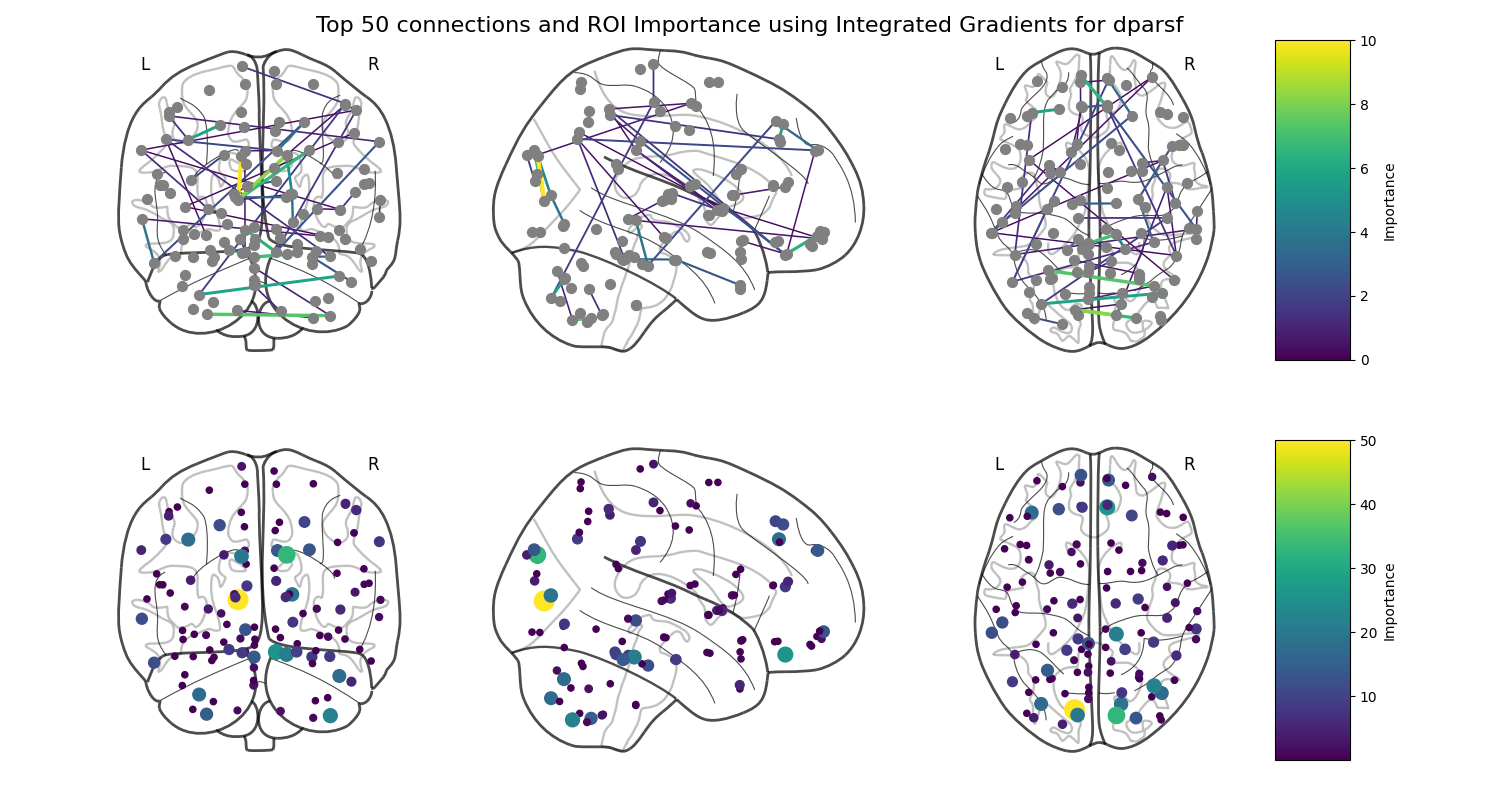 Top 50 connections and ROI Importance using Integrated Gradients for dparsf
L R L R
10
8
6
4
2
0
Importance
L R L R
50
40
30
20
10
Importance